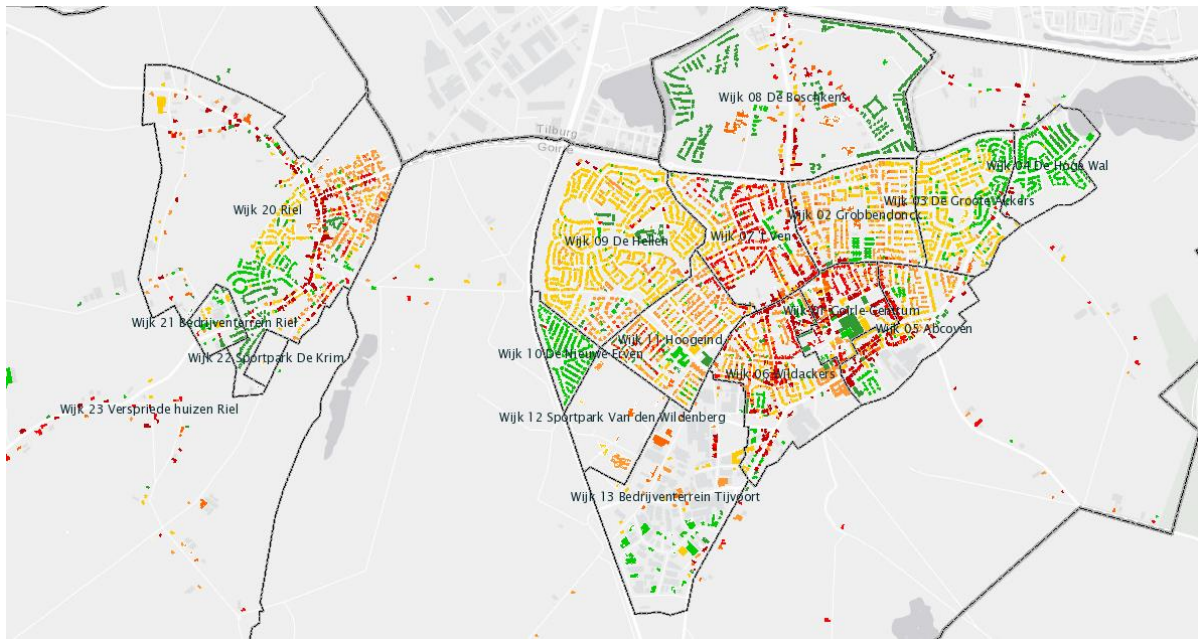 Wijk 08 De Boschkens
Tilburg
Goirle
Wijk 04 De Hoge Wal
Wijk 03 De Groote Akkers
Wijk 20 Riel
Wijk 02 Grobbendonck
Wijk 07 't Ven
Wijk 09 De Hellen
Wijk 01 Goirle Centrum
Wijk 21 Bedrijventerrein Riel
Wijk 05 Abcoven
Wijk 11 Hoogeind
Wijk 10 De Nieuwe Erven
Wijk 22 Sportpark De Krim
Wijk 06 Wildackers
Wijk 23 Verspriede huizen Riel
Wijk 12 Sportpark Van den Wildenberg
Wijk 13 Bedrijventerrein Tijvoort